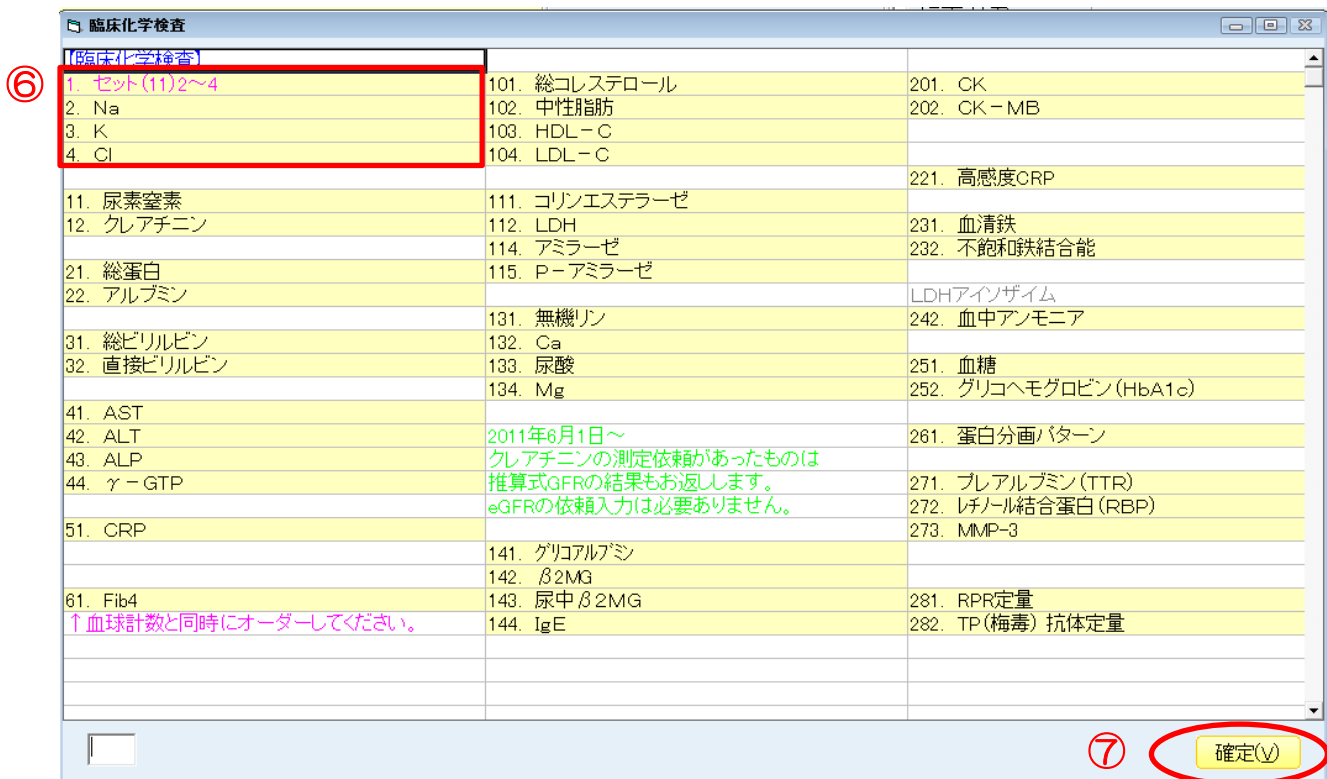 臨床化学検査
【臨床化学検査】
⑥
1. セット(11)2～4
2. Na
3. K
4. Cl
11. 尿素窒素
12. クレアチニン
21. 総蛋白
22. アルブミン
31. 総ビリルビン
32. 直接ビリルビン
41. AST
42. ALT
43. ALP
44. γ－GTP
51. CRP
61. Fib4
↑血球計数と同時にオーダーしてください。
101. 総コレステロール
102. 中性脂肪
103. HDL－C
104. LDL－C
111. コリンエステラーゼ
112. LDH
114. アミラーゼ
115. P－アミラーゼ
131. 無機リン
132. Ca
133. 尿酸
134. Mg
2011年6月1日～
クレアチニンの測定依頼があったものは
推算式GFRの結果もお返しします。
eGFRの依頼入力は必要ありません。
141. グリコアルブミン
142. β2MG
143. 尿中β2MG
144. IgE
201. CK
202. CK－MB
221. 高感度CRP
231. 血清鉄
232. 不飽和鉄結合能
LDHアイソザイム
242. 血中アンモニア
251. 血糖
252. グリコヘモグロビン(HbA1c)
261. 蛋白分画パターン
271. プレアルブミン(TTR)
272. レチノール結合蛋白(RBP)
273. MMP-3
281. RPR定量
282. TP(梅毒) 抗体定量
⑦
確定(V)